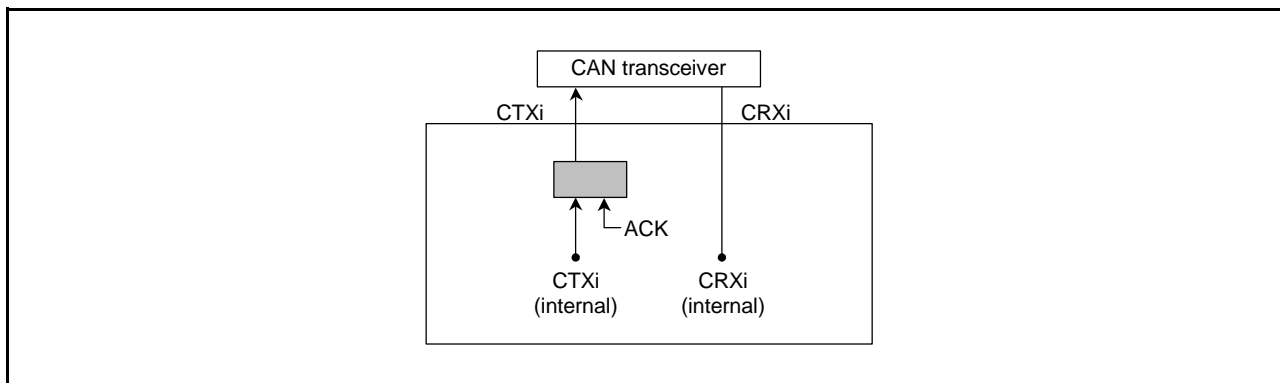 CAN transceiver
CTXi
CRXi
ACK
CTXi
(internal)
CRXi
(internal)